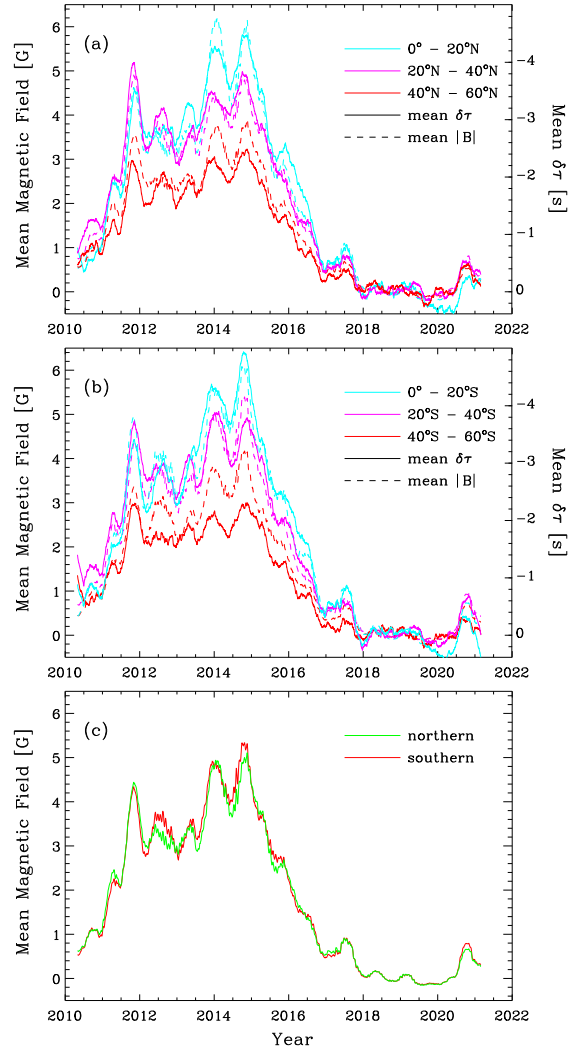 (a)
0° − 20°N
20°N − 40°N
40°N − 60°N
mean δτ
mean |B|
6
5
4
3
2
1
0
Mean Magnetic Field [G]
−4
−3
−2
−1
0
Mean δτ [s]
2010 2012 2014 2016 2018 2020 2022
(b)
0° − 20°S
20°S − 40°S
40°S − 60°S
mean δτ
mean |B|
6
5
4
3
2
1
0
Mean Magnetic Field [G]
−4
−3
−2
−1
0
Mean δτ [s]
2010 2012 2014 2016 2018 2020 2022
(c)
northern
southern
6
5
4
3
2
1
0
Mean Magnetic Field [G]
2010 2012 2014 2016 2018 2020 2022
Year